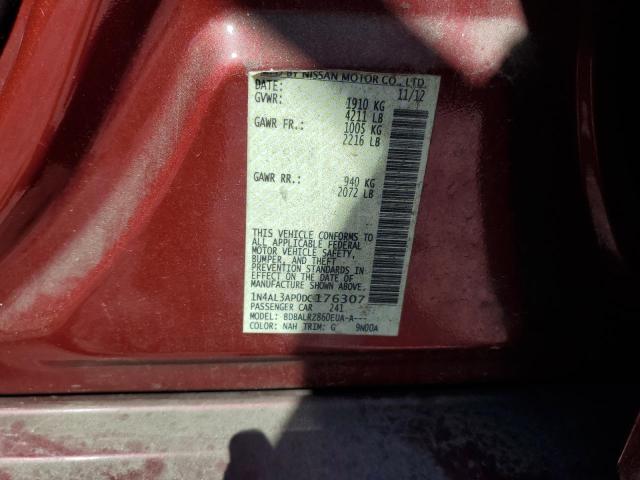 BY NISSAN MOTOR CO., LTD.
DATE: 11/12
GVWR: 1910 KG
4211 LB
GAWR FR.: 1005 KG
2216 LB
GAWR RR.: 940 KG
2072 LB
THIS VEHICLE CONFORMS TO
ALL APPLICABLE FEDERAL
MOTOR VEHICLE SAFETY,
BUMPER, AND THEFT
PREVENTION STANDARDS IN
EFFECT ON THE DATE OF
MANUFACTURE SHOWN ABOVE.
1N4AL3AP0DC176307
PASSENGER CAR 241
MODEL: BDBALRZ860EUA-A---
COLOR: NAH TRIM: G 9N00A